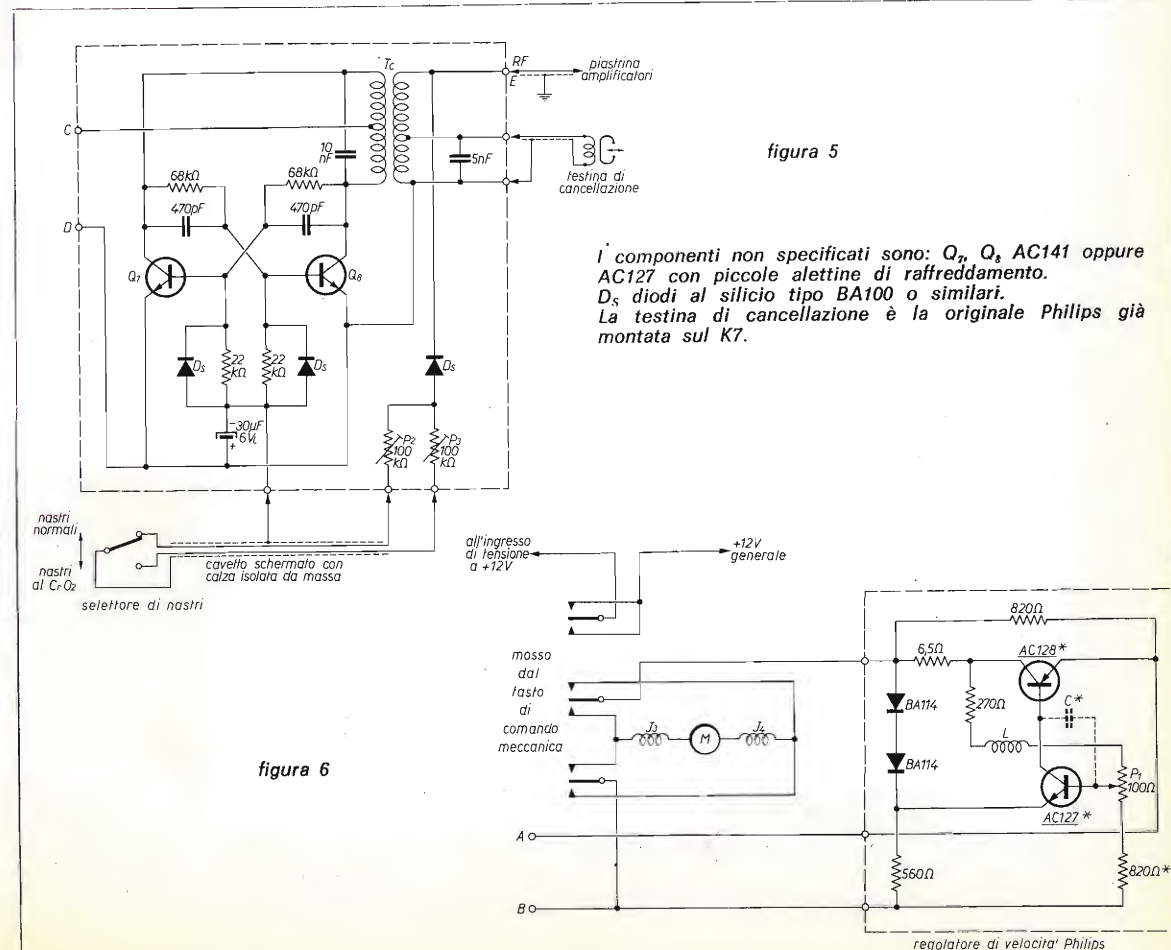 Tc
RF
E
piastrina
amplificatori
C
10
nF
5nF
testina di
cancellazione
figura 5
68kΩ
68kΩ
470pF
470pF
D
Q7
Q8
i componenti non specificati sono: Q7, Q8 AC141 oppure
AC127 con piccole alettine di raffreddamento.
DS diodi al silicio tipo BA100 o similari.
La testina di cancellazione è la originale Philips già
montata sul K7.
Ds
22
kΩ
22
kΩ
Ds
Ds
-30µF
6VL
+
P2
100
kΩ
P3
100
kΩ
nastri
normali
nastri
al CrO2
cavetto schermato con
calza isolata da massa
selettore di nastri
all'ingresso
di tensione
a +12V
+12V
generale
mosso
dal
tasto
di
comando
meccanica
J3
M
J4
figura 6
820Ω
6,5Ω
AC128*
BA114
270Ω
C*
L
BA114
P1
100Ω
AC127*
A
560Ω
820Ω*
B
regolatore di velocita' Philips